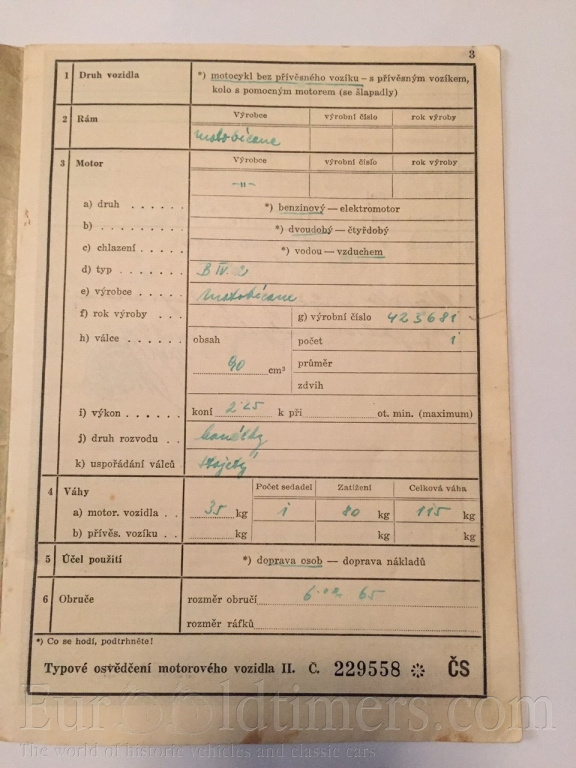 3
1 Druh vozidla *) motocykl bez přívěsného vozíku – s přívěsným vozíkem,
kolo s pomocným motorem (se šlapadly)
2 Rám Výrobce výrobní číslo rok výroby
motobécane
3 Motor Výrobce výrobní číslo rok výroby
–"–
a) druh . . . . . . *) benzinový — elektromotor
b) . . . . . . . . . *) dvoudobý — čtyřdobý
c) chlazení . . . . . *) vodou — vzduchem
d) typ . . . . . . . B IV.
e) výrobce . . . . . motobécane
f) rok výroby . . . . g) výrobní číslo 423681
h) válce . . . . . . obsah počet 1
90 cm³ průměr
zdvih
i) výkon . . . . . . koní 2·25 k při ot. min. (maximum)
j) druh rozvodu . .
k) uspořádání válců stojatý
4 Váhy Počet sedadel Zatížení Celková váha
a) motor. vozidla . . 35 kg 1 80 kg 115 kg
b) přívěs. vozíku . . kg kg kg
5 Účel použití *) doprava osob — doprava nákladů
6 Obruče rozměr obručí 65
rozměr ráfků
*) Co se hodí, podtrhněte!
Typové osvědčení motorového vozidla II. Č. 229558 ČS
EurOldtimers.com
The world of historic vehicles and classic cars